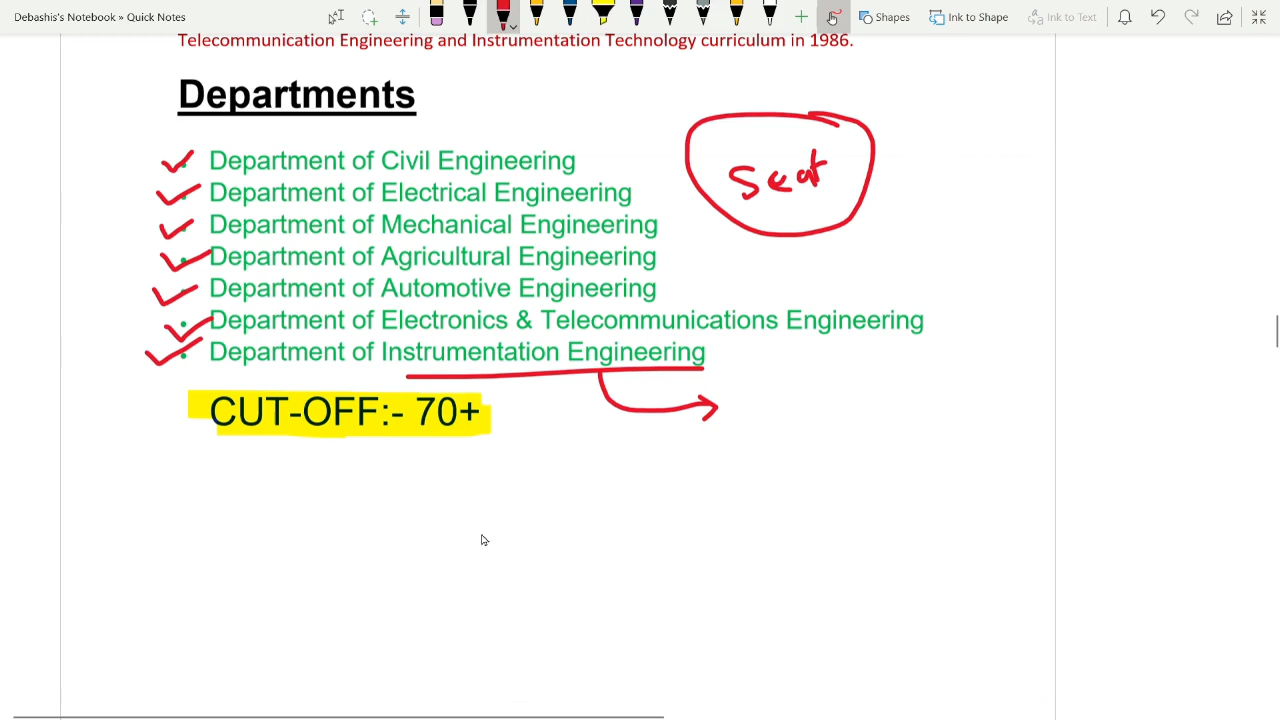 Debashis's Notebook » Quick Notes
Shapes
Ink to Shape
Ink to Text
Telecommunication Engineering and Instrumentation Technology curriculum in 1986.
Departments
Seat
• Department of Civil Engineering
• Department of Electrical Engineering
• Department of Mechanical Engineering
• Department of Agricultural Engineering
• Department of Automotive Engineering
• Department of Electronics & Telecommunications Engineering
• Department of Instrumentation Engineering
CUT-OFF:- 70+